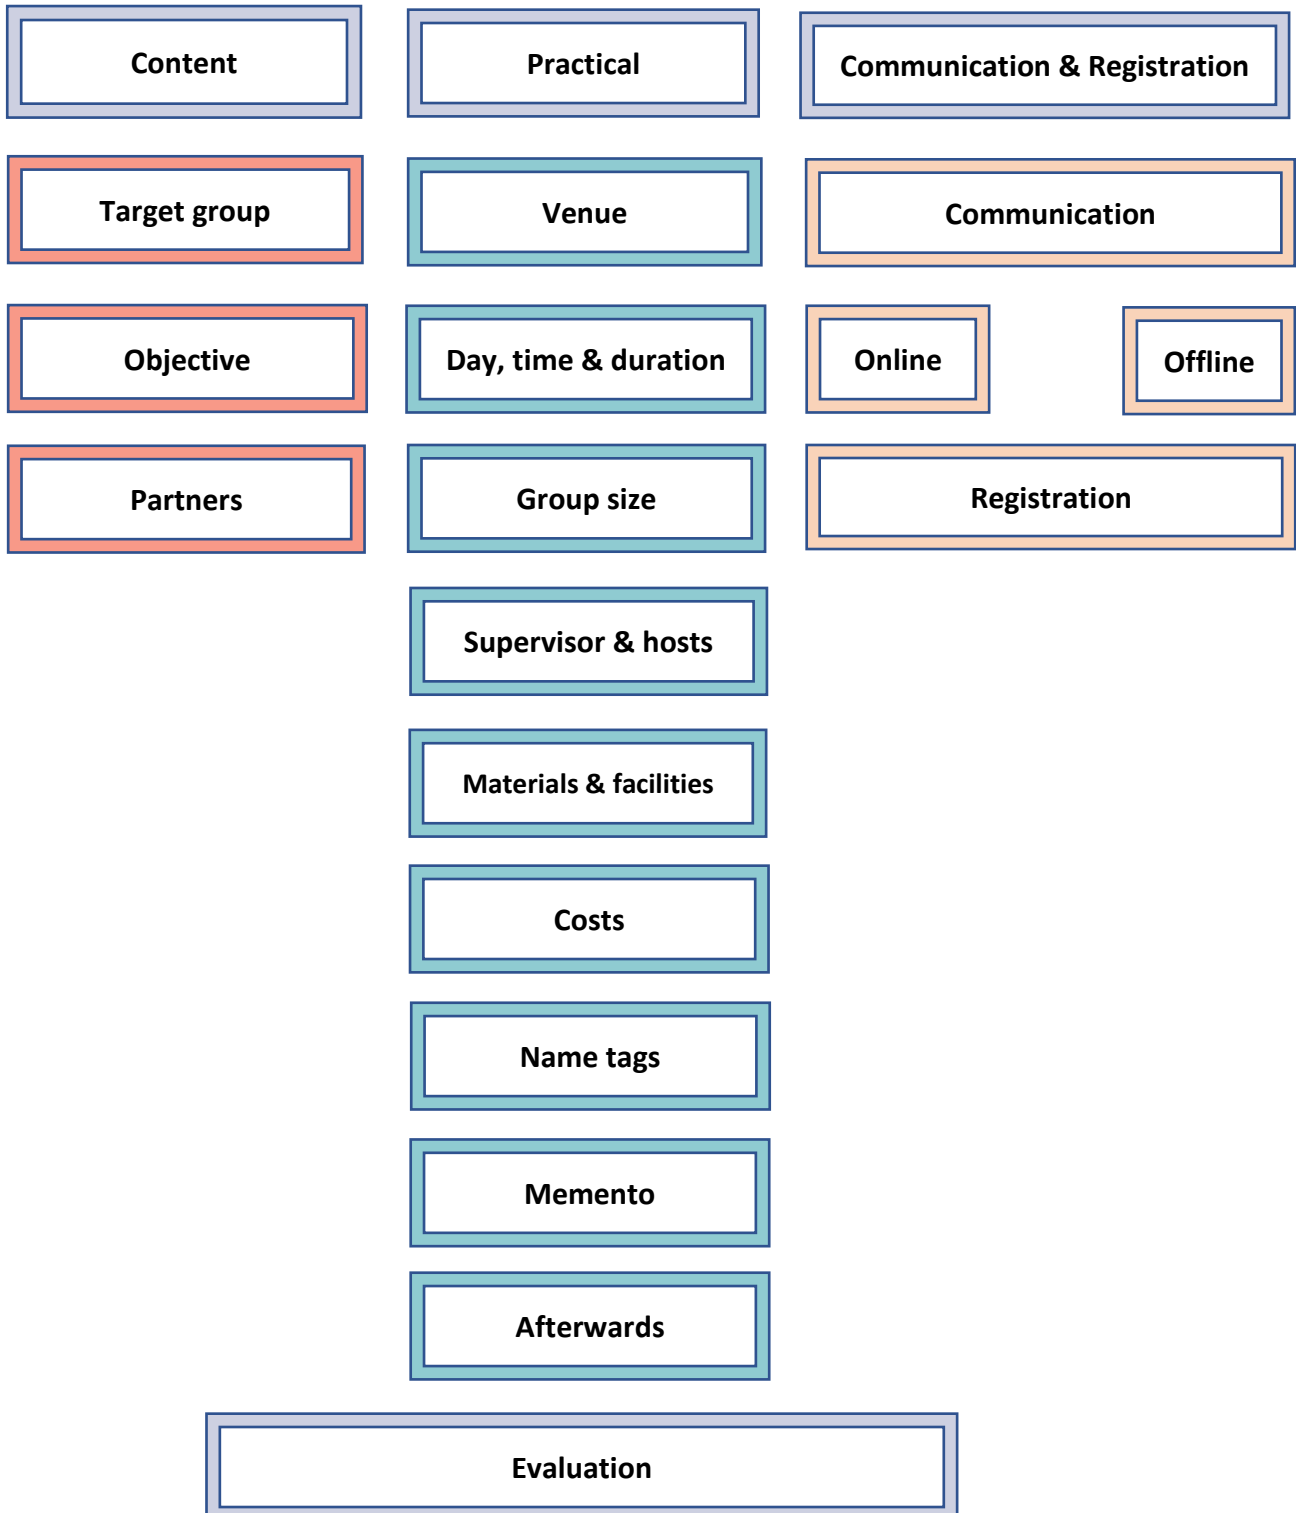 Content
Practical
Communication & Registration
Target group
Venue
Communication
Objective
Day, time & duration
Online
Offline
Partners
Group size
Registration
Supervisor & hosts
Materials & facilities
Costs
Name tags
Memento
Afterwards
Evaluation